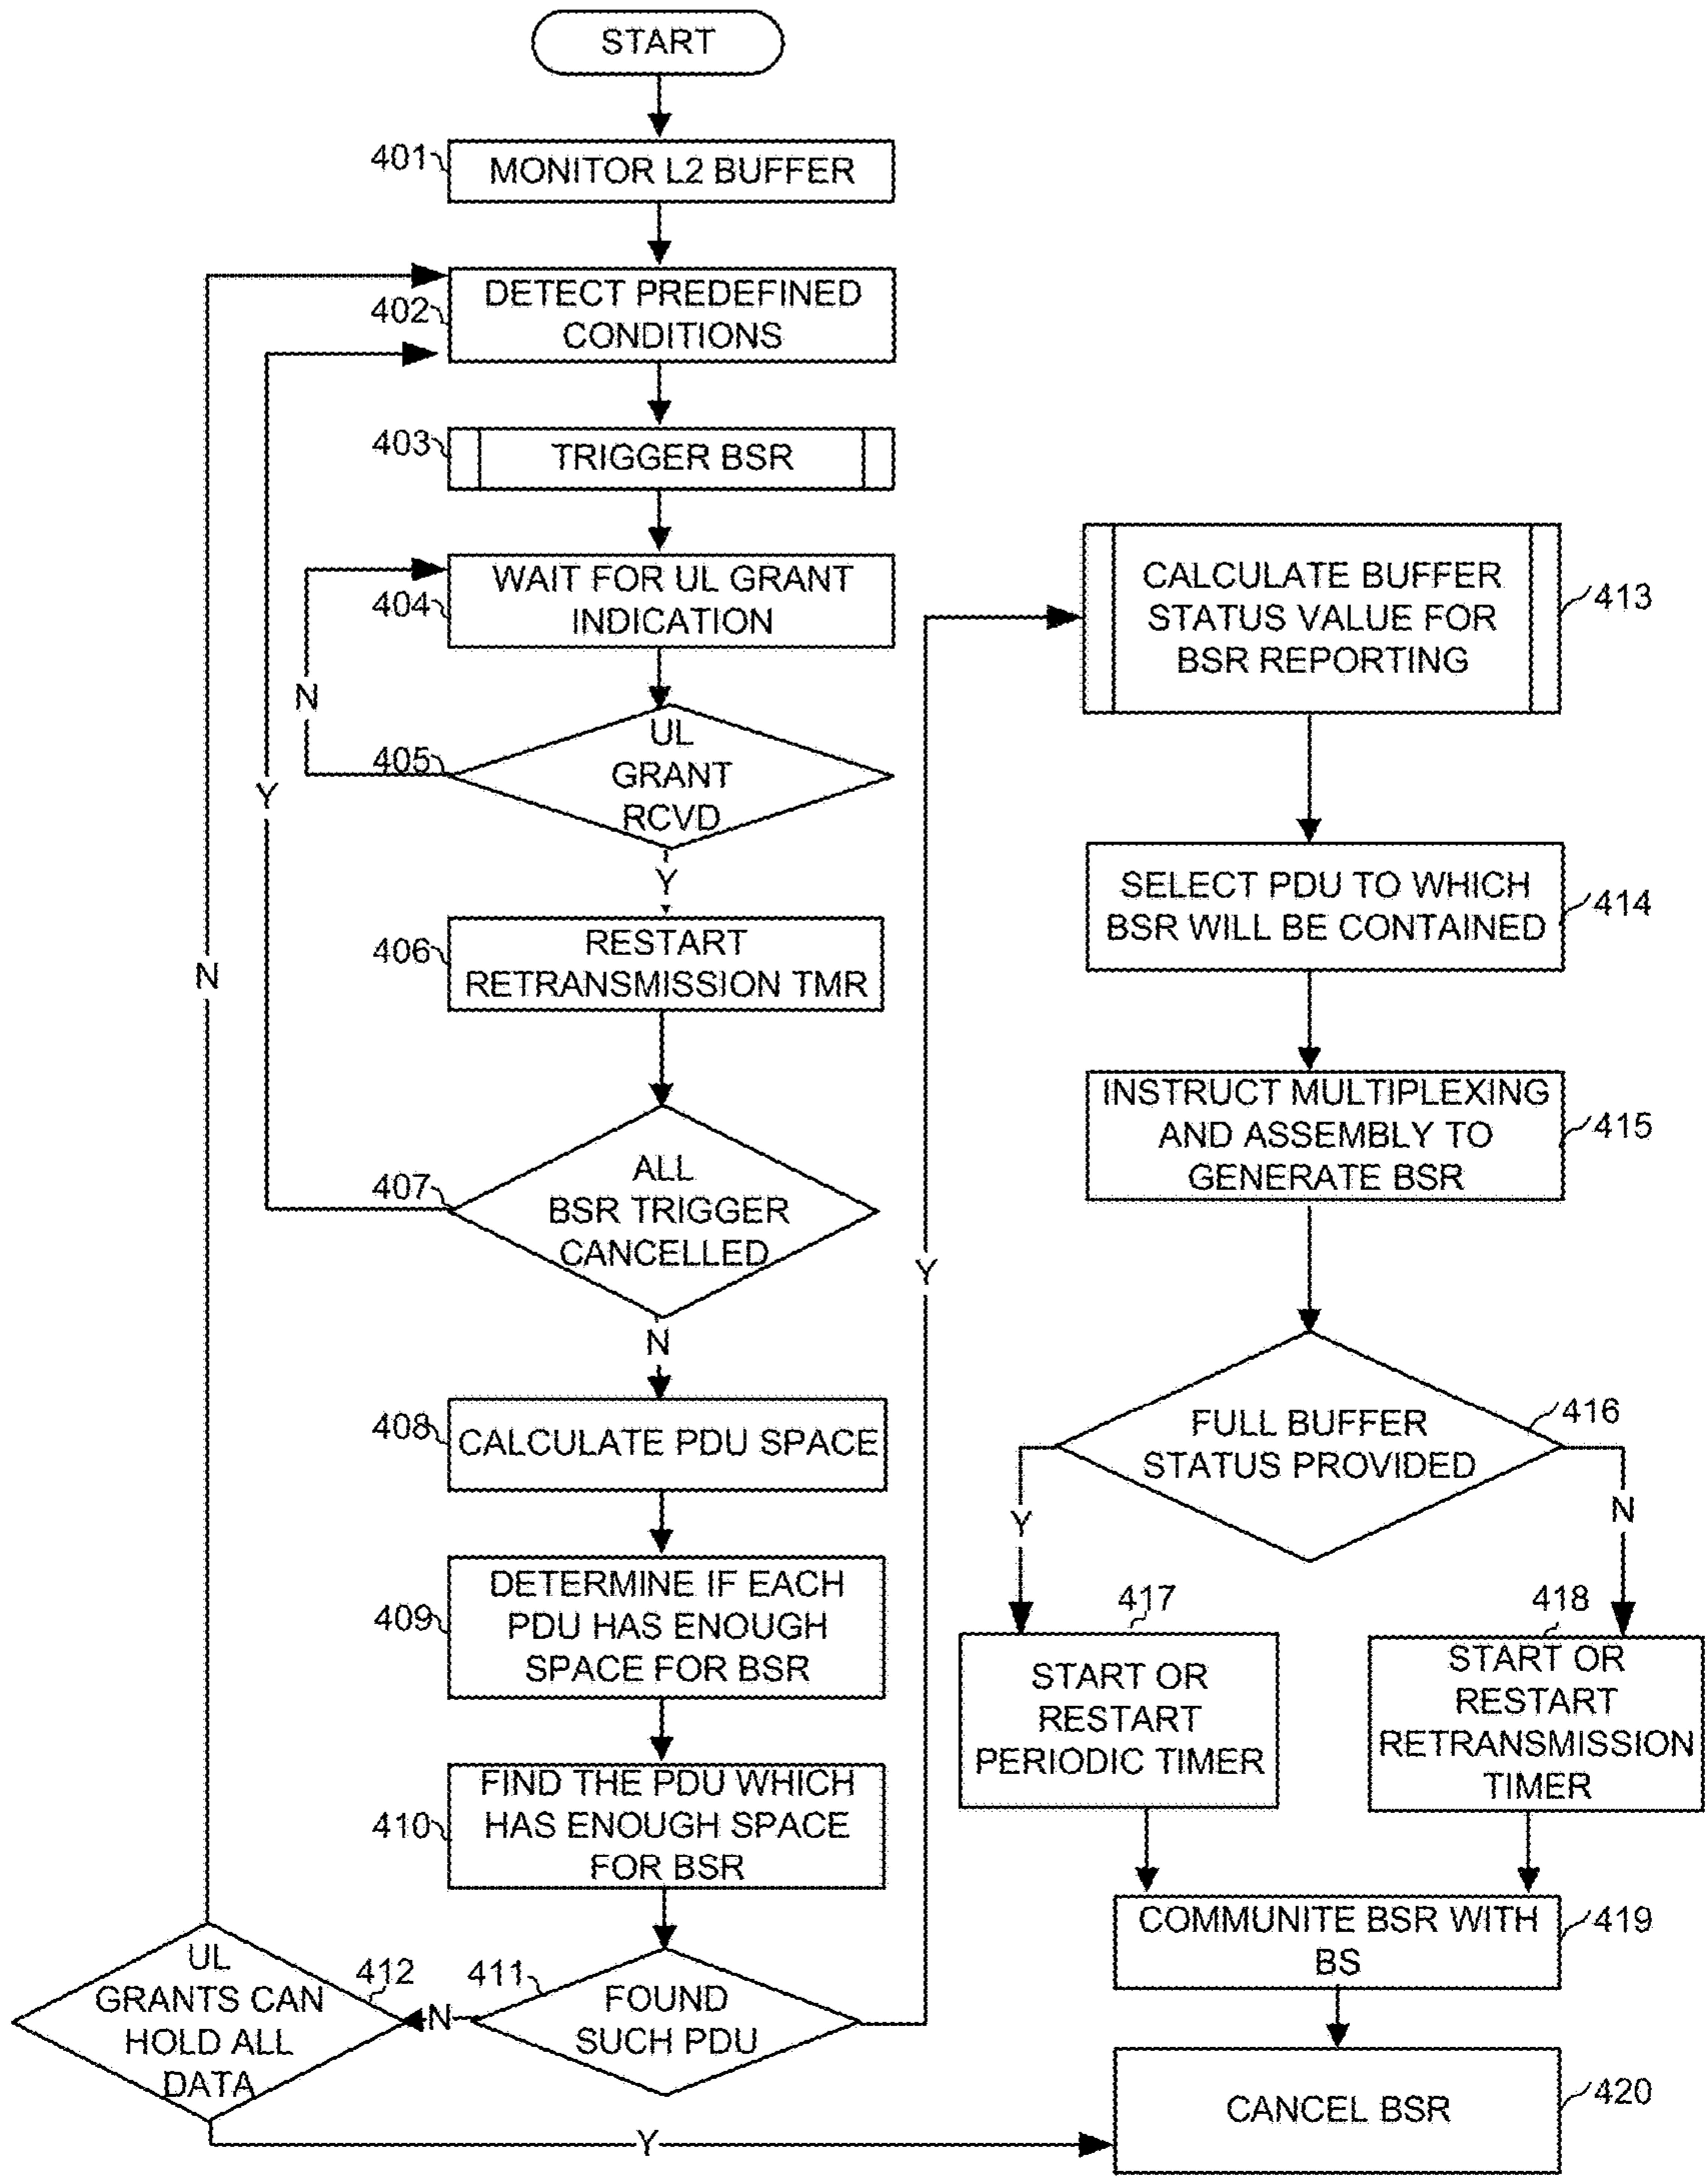 START
401
MONITOR L2 BUFFER
402
DETECT PREDEFINED
CONDITIONS
403
TRIGGER BSR
404
WAIT FOR UL GRANT
INDICATION
N
405
UL
GRANT
RCVD
Y
Y
406
RESTART
RETRANSMISSION TMR
N
407
ALL
BSR TRIGGER
CANCELLED
N
408
CALCULATE PDU SPACE
409
DETERMINE IF EACH
PDU HAS ENOUGH
SPACE FOR BSR
410
FIND THE PDU WHICH
HAS ENOUGH SPACE
FOR BSR
411
FOUND
SUCH PDU
N
412
UL
GRANTS CAN
HOLD ALL
DATA
Y
Y
CALCULATE BUFFER
STATUS VALUE FOR
BSR REPORTING
413
SELECT PDU TO WHICH
BSR WILL BE CONTAINED
414
INSTRUCT MULTIPLEXING
AND ASSEMBLY TO
GENERATE BSR
415
FULL BUFFER
STATUS PROVIDED
416
Y
N
417
START OR
RESTART
PERIODIC TIMER
418
START OR
RESTART
RETRANSMISSION
TIMER
COMMUNITE BSR WITH
BS
419
CANCEL BSR
420